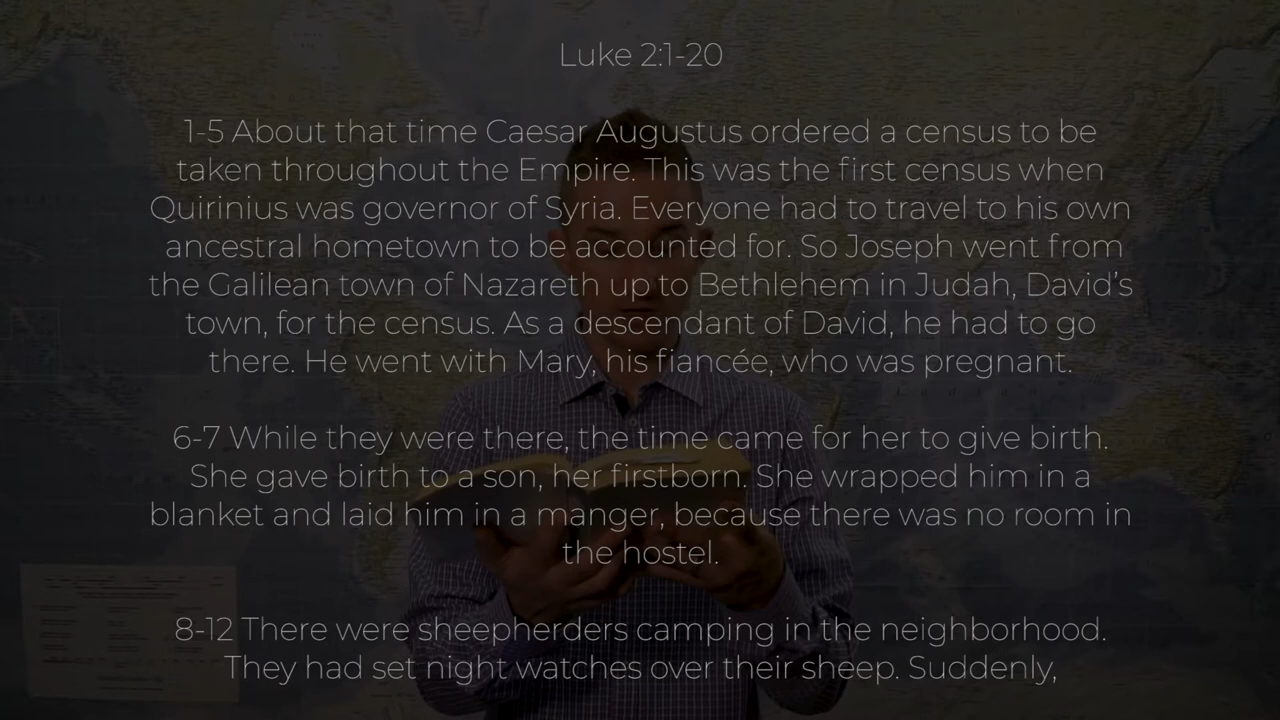 Luke 2:1-20
1-5 About that time Caesar Augustus ordered a census to be
taken throughout the Empire. This was the first census when
Quirinius was governor of Syria. Everyone had to travel to his own
ancestral hometown to be accounted for. So Joseph went from
the Galilean town of Nazareth up to Bethlehem in Judah, David's
town, for the census. As a descendant of David, he had to go
there. He went with Mary, his fiancée, who was pregnant.
6-7 While they were there, the time came for her to give birth.
She gave birth to a son, her firstborn. She wrapped him in a
blanket and laid him in a manger, because there was no room in
the hostel.
8-12 There were sheepherders camping in the neighborhood.
They had set night watches over their sheep. Suddenly,